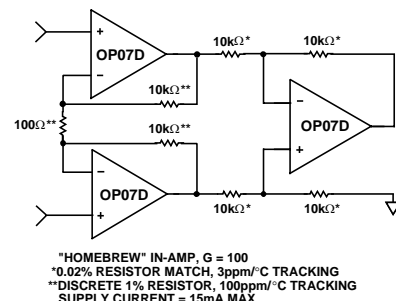 10kΩ* 10kΩ*
OP07D
10kΩ**
100Ω** 10kΩ** OP07D
OP07D
10kΩ* 10kΩ*
"HOMEBREW" IN-AMP, G = 100
*0.02% RESISTOR MATCH, 3ppm/°C TRACKING
**DISCRETE 1% RESISTOR, 100ppm/°C TRACKING
SUPPLY CURRENT = 15mA MAX